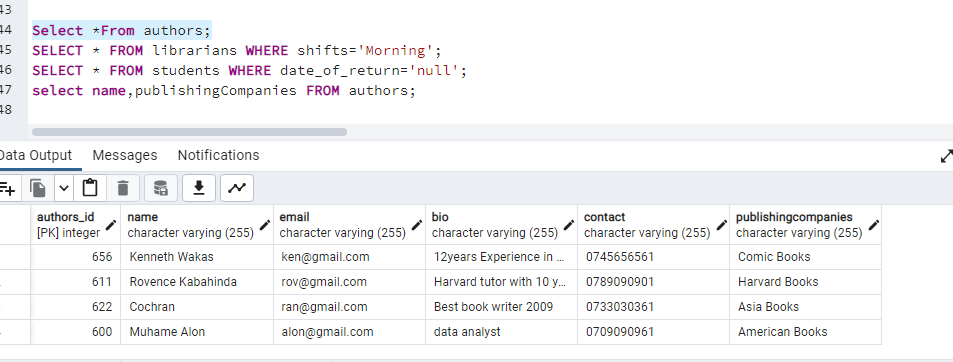 43
44 Select *From authors;
45 SELECT * FROM librarians WHERE shifts='Morning';
46 SELECT * FROM students WHERE date_of_return='null';
47 select name,publishingCompanies FROM authors;
48
Data Output Messages Notifications
authors_id name email bio contact publishingcompanies
[PK] integer character varying (255) character varying (255) character varying (255) character varying (255) character varying (255)
656 Kenneth Wakas ken@gmail.com 12years Experience in ... 0745656561 Comic Books
611 Rovence Kabahinda rov@gmail.com Harvard tutor with 10 y... 0789090901 Harvard Books
622 Cochran ran@gmail.com Best book writer 2009 0733030361 Asia Books
600 Muhame Alon alon@gmail.com data analyst 0709090961 American Books